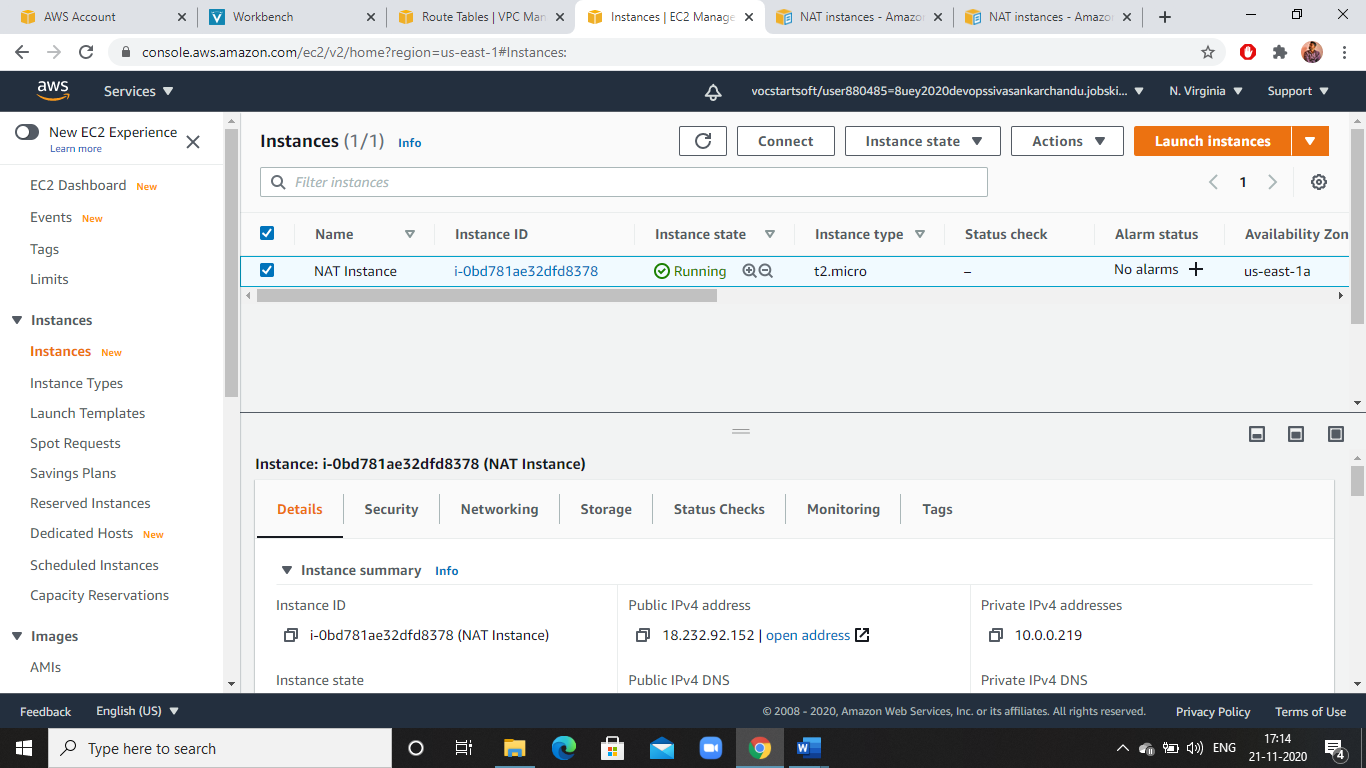 AWS Account
Workbench
Route Tables | VPC Man
Instances | EC2 Manage
NAT instances - Amazo
NAT instances - Amazo
console.aws.amazon.com/ec2/v2/home?region=us-east-1#Instances:
aws
Services
vocstartsoft/user880485=8uey2020devopssivasankarchandu.jobski...
N. Virginia
Support
New EC2 Experience
Learn more
EC2 Dashboard New
Events New
Tags
Limits
Instances
Instances New
Instance Types
Launch Templates
Spot Requests
Savings Plans
Reserved Instances
Dedicated Hosts New
Scheduled Instances
Capacity Reservations
Images
AMIs
Instances (1/1) Info
Connect
Instance state
Actions
Launch instances
Filter instances
1
Name Instance ID Instance state Instance type Status check Alarm status Availability Zon
NAT Instance i-0bd781ae32dfd8378 Running t2.micro – No alarms + us-east-1a
Instance: i-0bd781ae32dfd8378 (NAT Instance)
Details Security Networking Storage Status Checks Monitoring Tags
Instance summary Info
Instance ID Public IPv4 address Private IPv4 addresses
i-0bd781ae32dfd8378 (NAT Instance) 18.232.92.152 | open address 10.0.0.219
Instance state Public IPv4 DNS Private IPv4 DNS
Feedback English (US) © 2008 - 2020, Amazon Web Services, Inc. or its affiliates. All rights reserved. Privacy Policy Terms of Use
Type here to search
ENG
17:14
21-11-2020
4